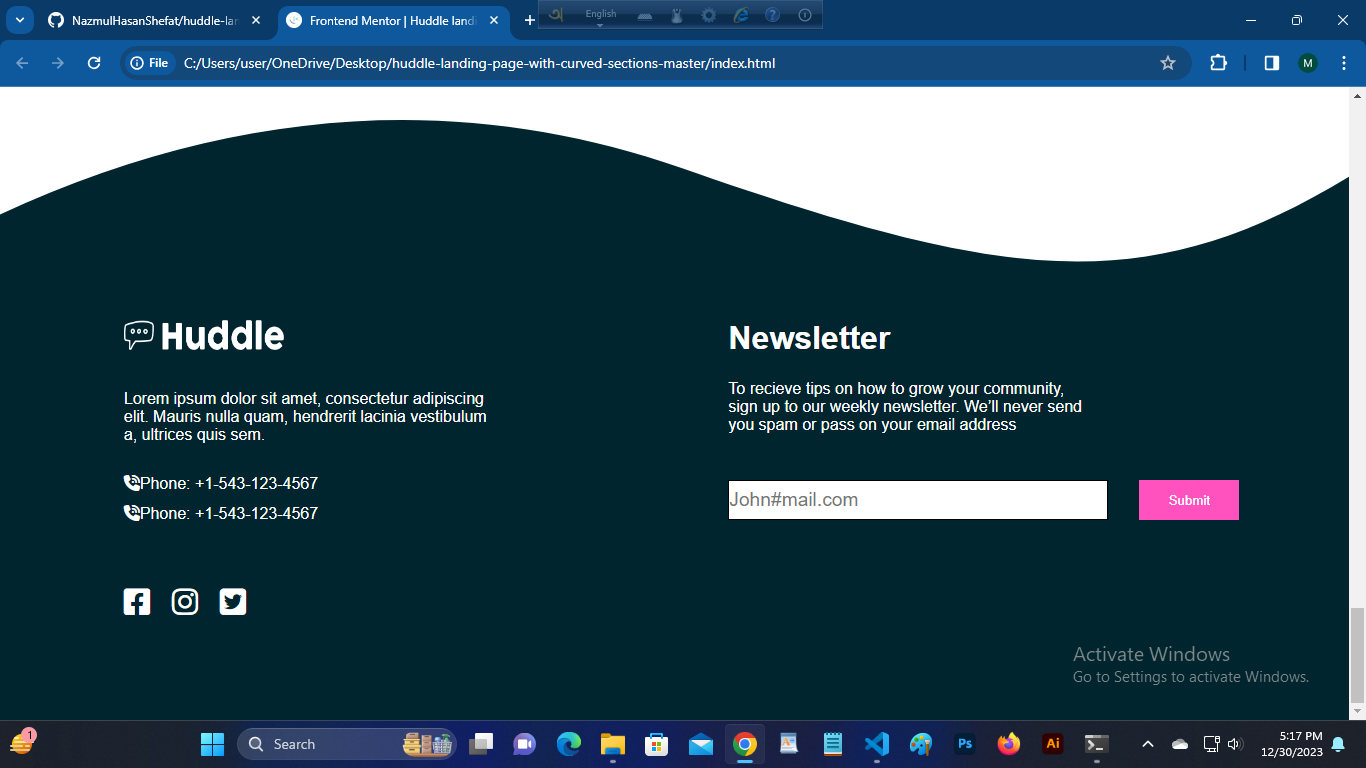 NazmulHasanShefat/huddle-lar
Frontend Mentor | Huddle landi
English
File
C:/Users/user/OneDrive/Desktop/huddle-landing-page-with-curved-sections-master/index.html
M
Huddle
Lorem ipsum dolor sit amet, consectetur adipiscing
elit. Mauris nulla quam, hendrerit lacinia vestibulum
a, ultrices quis sem.
Phone: +1-543-123-4567
Phone: +1-543-123-4567
Newsletter
To recieve tips on how to grow your community,
sign up to our weekly newsletter. We'll never send
you spam or pass on your email address
John#mail.com
Submit
Activate Windows
Go to Settings to activate Windows.
1
Search
Ps
Ai
5:17 PM
12/30/2023